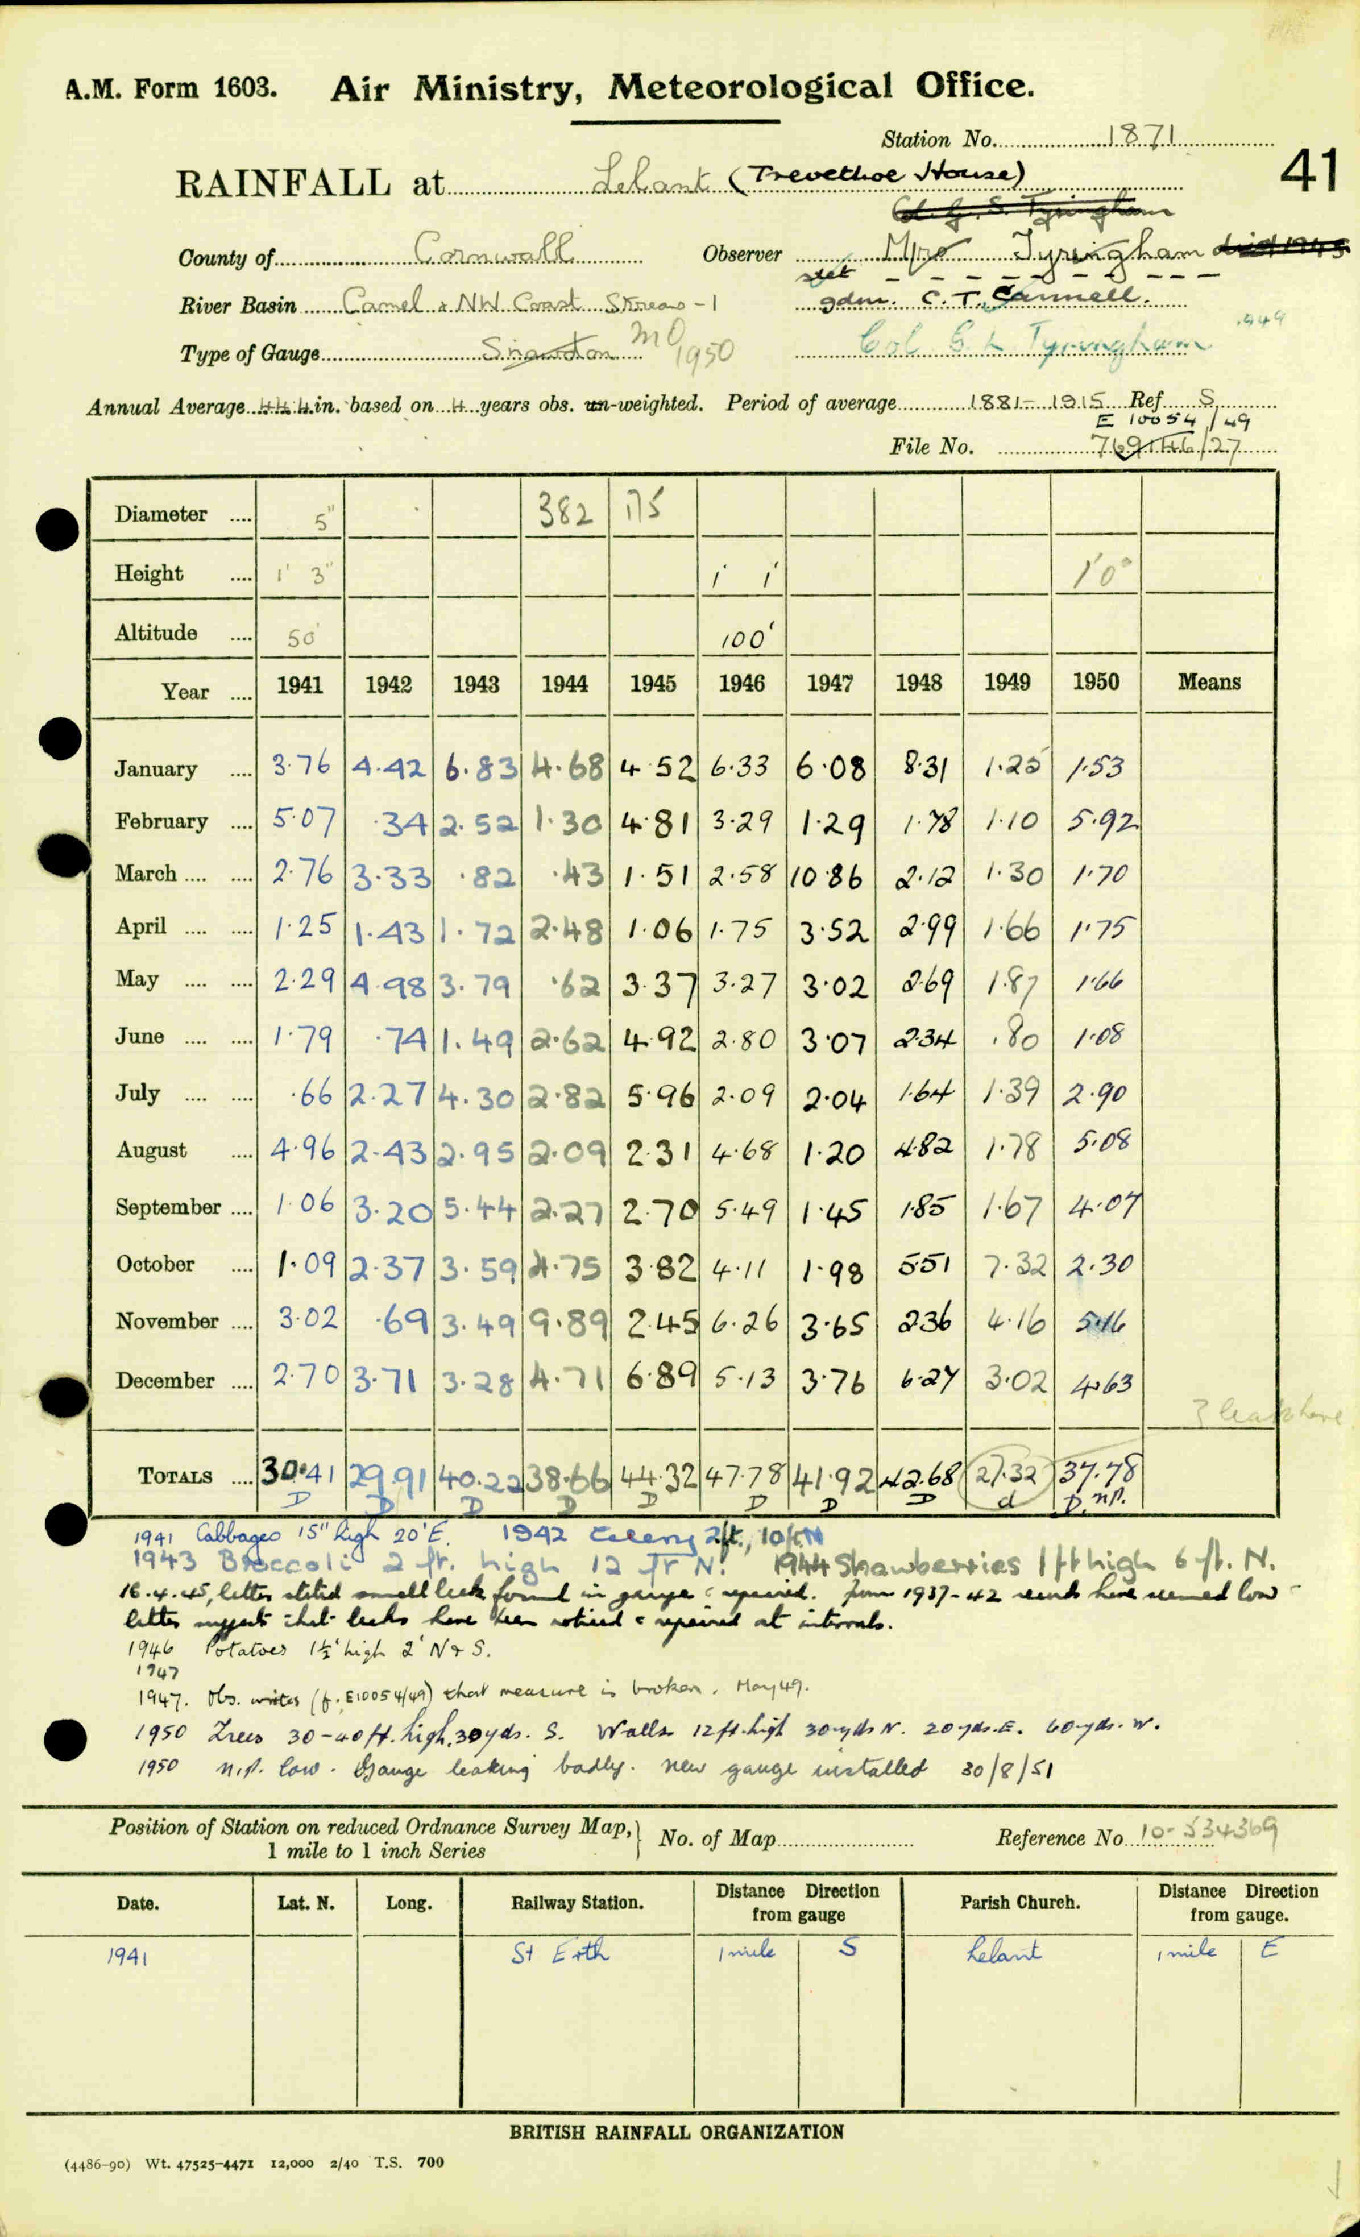 A.M. Form 1603. Air Ministry, Meteorological Office.
Station No. 1871
41
RAINFALL at Lelant (Trevethoe House)
Col. G. S. Tyringham
County of Cornwall Observer Mrs Tyringham died 1945
stet
River Basin Camel & NW Coast Streams - 1 gdnr. C. T. Cannell.
Type of Gauge Snowdon MO 1950 Col G. L. Tyringham 1949
Annual Average 44.4 in. based on 4 years obs. un-weighted. Period of average 1881-1915 Ref S
E 10054/49
File No. 769146/27
Diameter .... 5" 382 175
Height .... 1' 3" 1' 1' 1'0"
Altitude .... 50' 100'
Year .... 1941 1942 1943 1944 1945 1946 1947 1948 1949 1950 Means
January .... 3.76 4.42 6.83 4.68 4.52 6.33 6.08 8.31 1.25 1.53
February .... 5.07 .34 2.52 1.30 4.81 3.29 1.29 1.78 1.10 5.92
March .... .... 2.76 3.33 .82 .43 1.51 2.58 10.86 2.12 1.30 1.70
April .... .... 1.25 1.43 1.72 2.48 1.06 1.75 3.52 2.99 1.66 1.75
May .... .... 2.29 4.98 3.79 .62 3.37 3.27 3.02 2.69 1.87 1.66
June .... .... 1.79 .74 1.49 2.62 4.92 2.80 3.07 2.34 .80 1.08
July .... .... .66 2.27 4.30 2.82 5.96 2.09 2.04 1.64 1.39 2.90
August .... 4.96 2.43 2.95 2.09 2.31 4.68 1.20 4.82 1.78 5.08
September .... 1.06 3.20 5.44 2.27 2.70 5.49 1.45 1.85 1.67 4.07
October .... 1.09 2.37 3.59 4.75 3.82 4.11 1.98 5.51 7.32 2.30
November .... 3.02 .69 3.49 9.89 2.45 6.26 3.65 2.36 4.16 5.16
December .... 2.70 3.71 3.28 4.71 6.89 5.13 3.76 6.27 3.02 4.63
? leak here
TOTALS .... 30.41 29.91 40.22 38.66 44.32 47.78 41.92 42.68 27.32 37.78
D D D D D D D D d D. n.p.
1941 Cabbages 15" high 20' E. 1942 Celery 2ft., 10ft N
1943 Broccoli 2 ft. high 12 ft N. 1944 Strawberries 1 ft high 6 ft. N.
16.4.45, letter stated small leak found in gauge & repaired. From 1937-42 records have seemed low -
letter suggests that leaks have been noticed & repaired at intervals.
1946 Potatoes 1½' high 2' N & S.
1947
1947. Obs. writes (f. E10054/49) that measure is broken. May 49.
1950 Trees 30-40 ft. high. 30 yds. S. Walls 12 ft. high 30 yds N. 20 yds. E. 60 yds. W.
1950 n.p. low. Gauge leaking badly. new gauge installed 30/8/51
Position of Station on reduced Ordnance Survey Map, 1 mile to 1 inch Series } No. of Map Reference No 10-534369
Date. Lat. N. Long. Railway Station. Distance Direction from gauge Parish Church. Distance Direction from gauge.
1941 St Erth 1 mile S Lelant 1 mile E
BRITISH RAINFALL ORGANIZATION
(4486-90) Wt. 47525-4471 12,000 2/40 T.S. 700